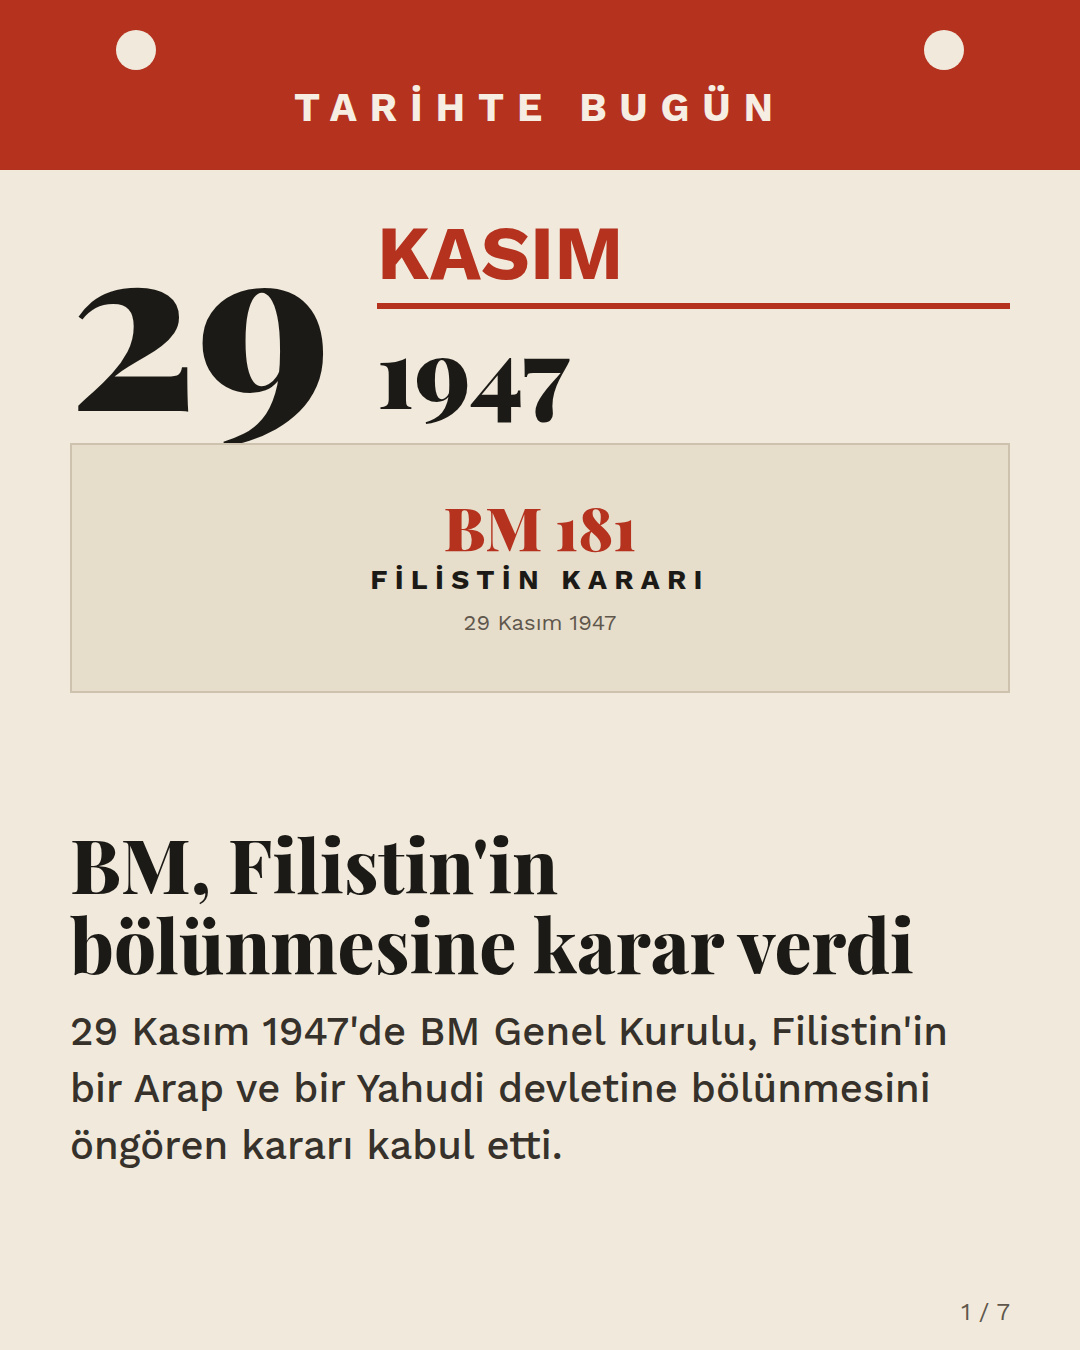 TARİHTE BUGÜN
29
KASIM
1947
BM 181
FİLİSTİN KARARI
29 Kasım 1947
BM, Filistin'in
bölünmesine karar verdi
29 Kasım 1947'de BM Genel Kurulu, Filistin'in
bir Arap ve bir Yahudi devletine bölünmesini
öngören kararı kabul etti.
1 / 7